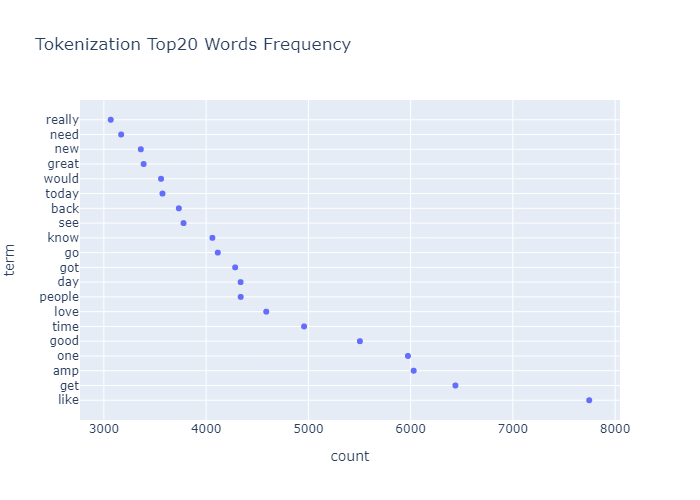 Tokenization Top20 Words Frequency
really
need
new
great
would
today
back
see
know
go
got
day
people
love
time
good
one
amp
get
like
term
3000 4000 5000 6000 7000 8000
count